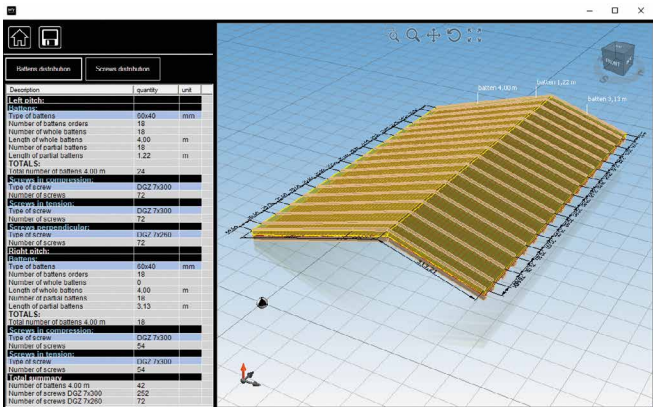 Battens distribution
Screws distribution
Description quantity unit
Left pitch:
Battens:
Type of battens 60x40 mm
Number of battens orders 18
Number of whole battens 18
Length of whole battens 4,00 m
Number of partial battens 18
Length of partial battens 1,22 m
TOTALS:
Total number of battens 4.00 m 24
Screws in compression:
Type of screw DGZ 7x300
Number of screws 72
Screws in tension:
Type of screw DGZ 7x300
Number of screws 72
Screws perpendicular:
Type of screw DGZ 7x260
Number of screws 72
Right pitch:
Battens:
Type of battens 60x40 mm
Number of battens orders 18
Number of whole battens 0
Length of whole battens 4,00 m
Number of partial battens 18
Length of partial battens 3,13 m
TOTALS:
Total number of battens 4.00 m 18
Screws in compression:
Type of screw DGZ 7x300
Number of screws 54
Screws in tension:
Type of screw DGZ 7x300
Number of screws 54
Total summary
Number of battens 4.00 m 42
Number of screws DGZ 7x300 252
Number of screws DGZ 7x260 72
batten 4,00 m
batten 1,22 m
batten 3,13 m
FRONT